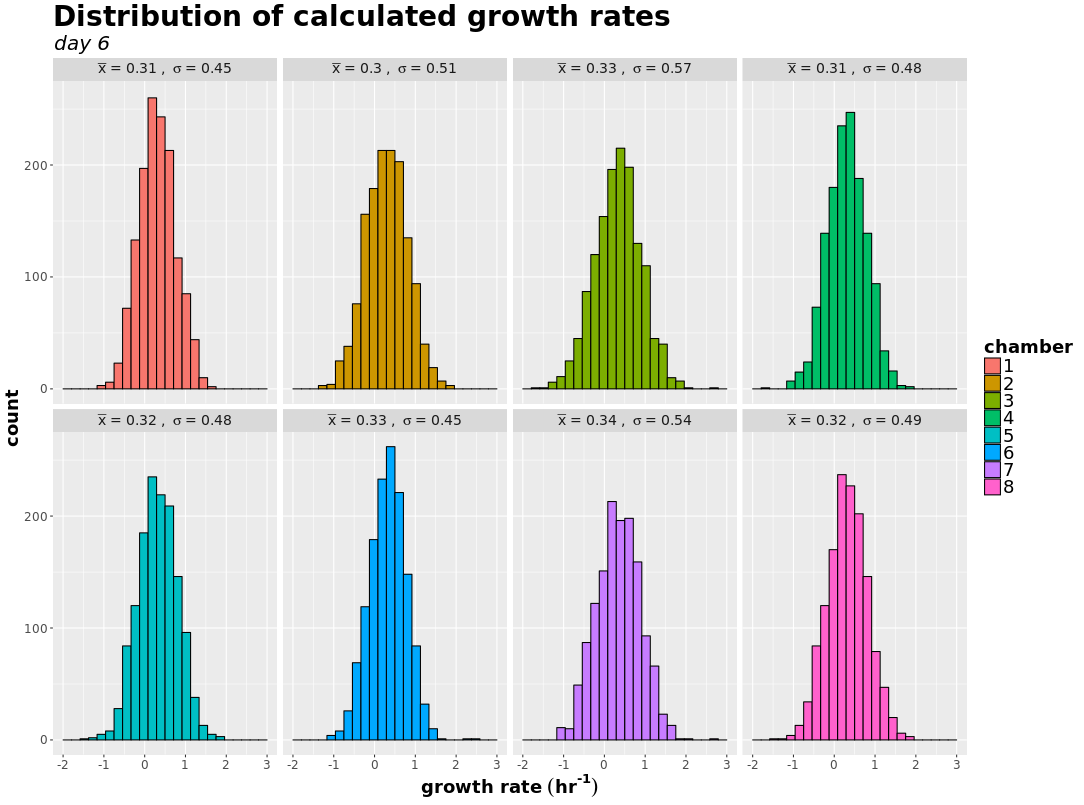 Distribution of calculated growth rates
day 6
x̅ = 0.31 , σ = 0.45
x̅ = 0.3 , σ = 0.51
x̅ = 0.33 , σ = 0.57
x̅ = 0.31 , σ = 0.48
200
100
0
x̅ = 0.32 , σ = 0.48
x̅ = 0.33 , σ = 0.45
x̅ = 0.34 , σ = 0.54
x̅ = 0.32 , σ = 0.49
200
100
0
-2 -1 0 1 2 3
-2 -1 0 1 2 3
-2 -1 0 1 2 3
-2 -1 0 1 2 3
growth rate (hr⁻¹)
count
chamber
1
2
3
4
5
6
7
8